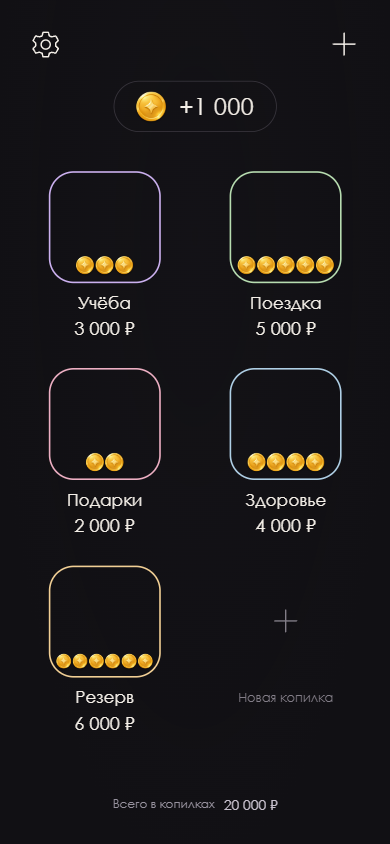 +1 000
Учёба
3 000 ₽
Поездка
5 000 ₽
Подарки
2 000 ₽
Здоровье
4 000 ₽
Резерв
6 000 ₽
Новая копилка
Всего в копилках 20 000 ₽